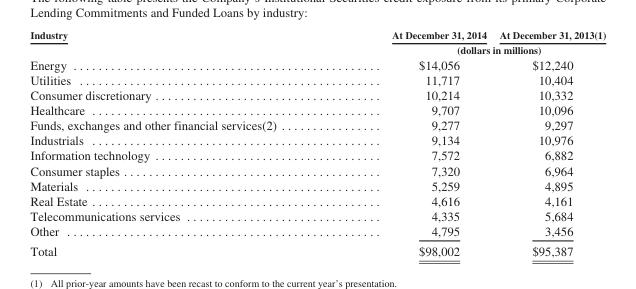 The following table presents the Company's Institutional Securities credit exposure from its primary Corporate
Lending Commitments and Funded Loans by industry:
Industry At December 31, 2014 At December 31, 2013(1)
(dollars in millions)
Energy $14,056 $12,240
Utilities 11,717 10,404
Consumer discretionary 10,214 10,332
Healthcare 9,707 10,096
Funds, exchanges and other financial services(2) 9,277 9,297
Industrials 9,134 10,976
Information technology 7,572 6,882
Consumer staples 7,320 6,964
Materials 5,259 4,895
Real Estate 4,616 4,161
Telecommunications services 4,335 5,684
Other 4,795 3,456
Total $98,002 $95,387
(1) All prior-year amounts have been recast to conform to the current year's presentation.